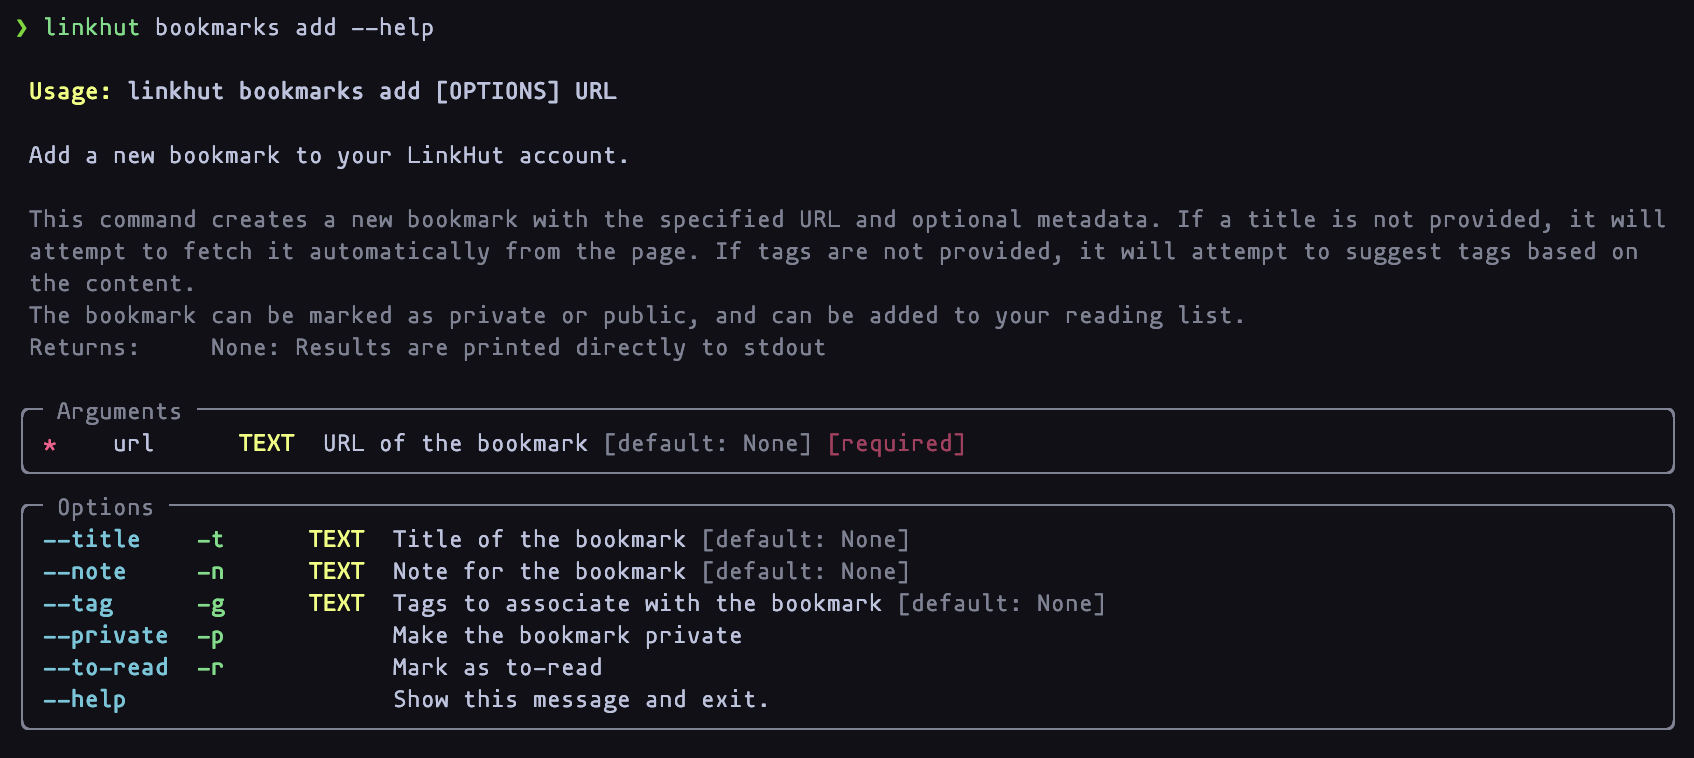 ❯ linkhut bookmarks add --help
Usage: linkhut bookmarks add [OPTIONS] URL
Add a new bookmark to your LinkHut account.
This command creates a new bookmark with the specified URL and optional metadata. If a title is not provided, it will
attempt to fetch it automatically from the page. If tags are not provided, it will attempt to suggest tags based on
the content.
The bookmark can be marked as private or public, and can be added to your reading list.
Returns:     None: Results are printed directly to stdout
Arguments
*    url      TEXT  URL of the bookmark [default: None] [required]
Options
--title    -t      TEXT  Title of the bookmark [default: None]
--note     -n      TEXT  Note for the bookmark [default: None]
--tag      -g      TEXT  Tags to associate with the bookmark [default: None]
--private  -p            Make the bookmark private
--to-read  -r            Mark as to-read
--help                   Show this message and exit.